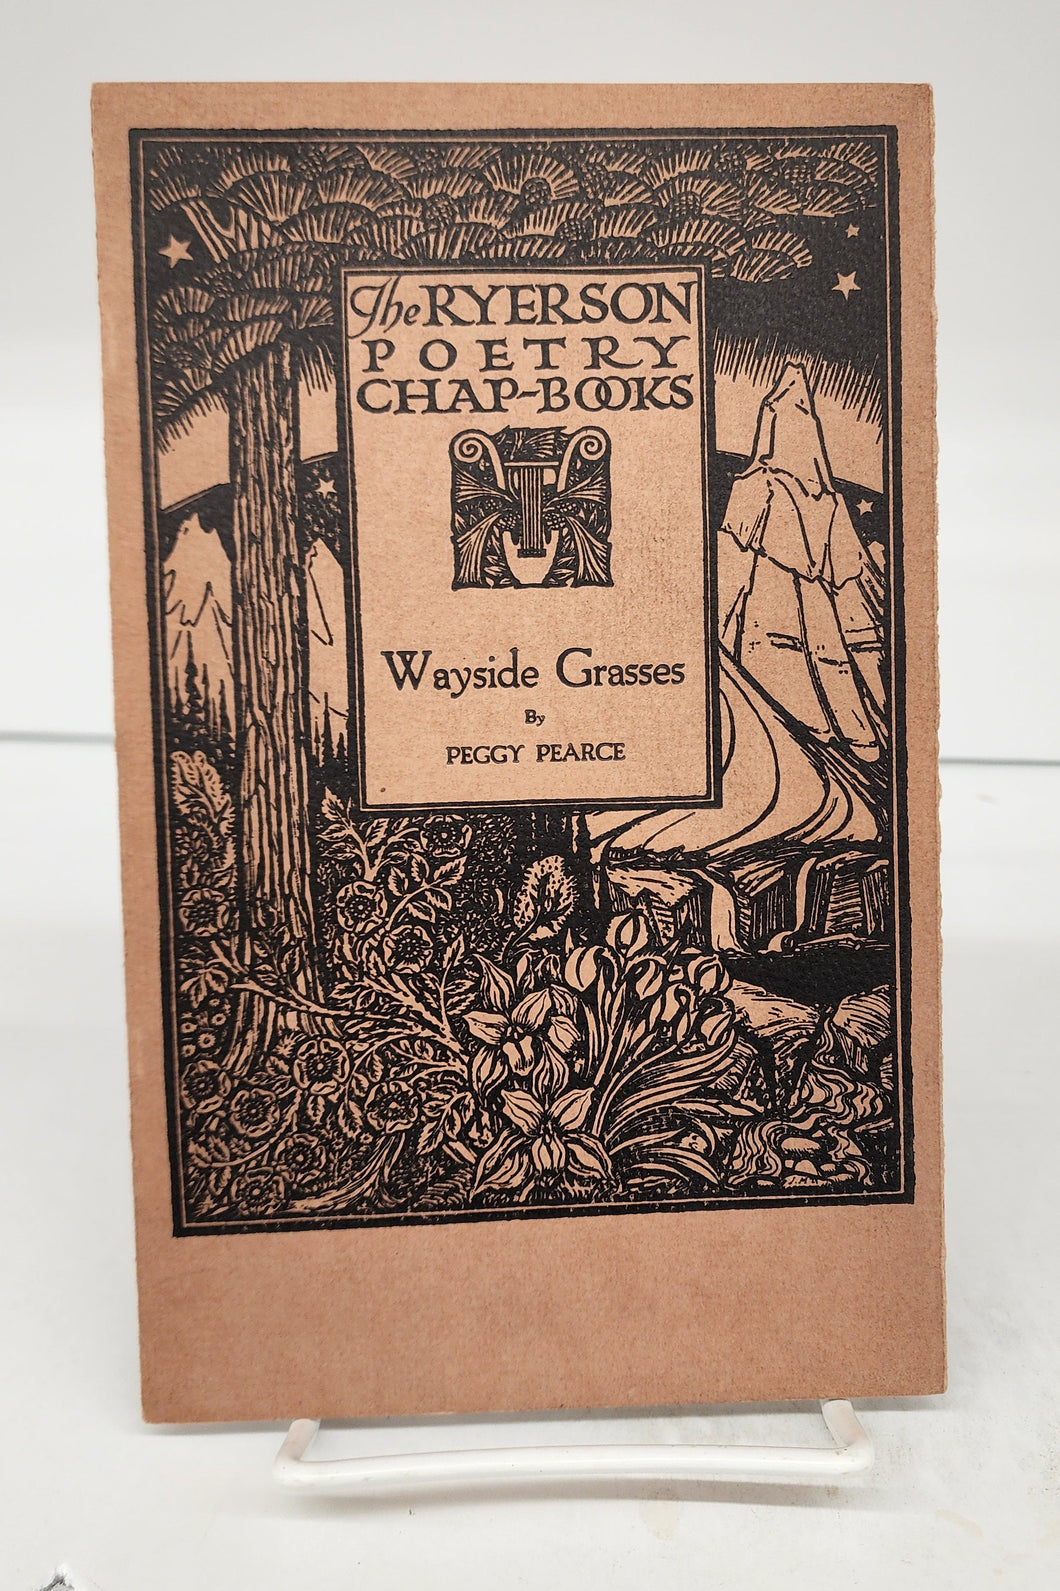 The RYERSON
POETRY
CHAP-BOOKS
Wayside Grasses
By
PEGGY PEARCE